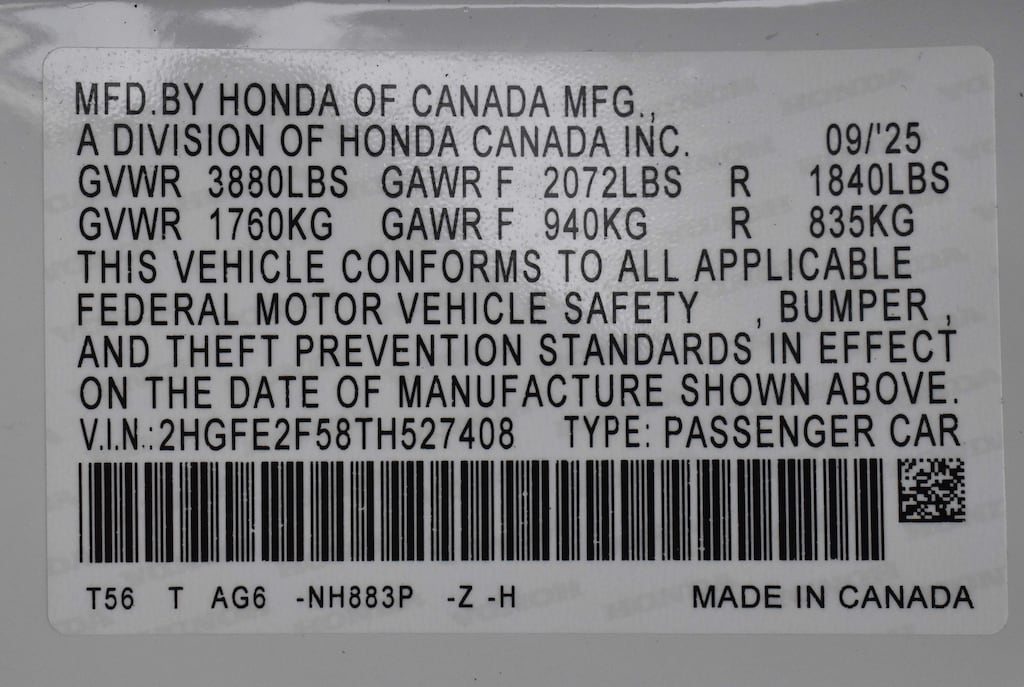 MFD.BY HONDA OF CANADA MFG.,
A DIVISION OF HONDA CANADA INC. 09/'25
GVWR 3880LBS GAWR F 2072LBS R 1840LBS
GVWR 1760KG GAWR F 940KG R 835KG
THIS VEHICLE CONFORMS TO ALL APPLICABLE
FEDERAL MOTOR VEHICLE SAFETY , BUMPER ,
AND THEFT PREVENTION STANDARDS IN EFFECT
ON THE DATE OF MANUFACTURE SHOWN ABOVE.
V.I.N.:2HGFE2F58TH527408 TYPE: PASSENGER CAR
T56 T AG6 -NH883P -Z -H MADE IN CANADA